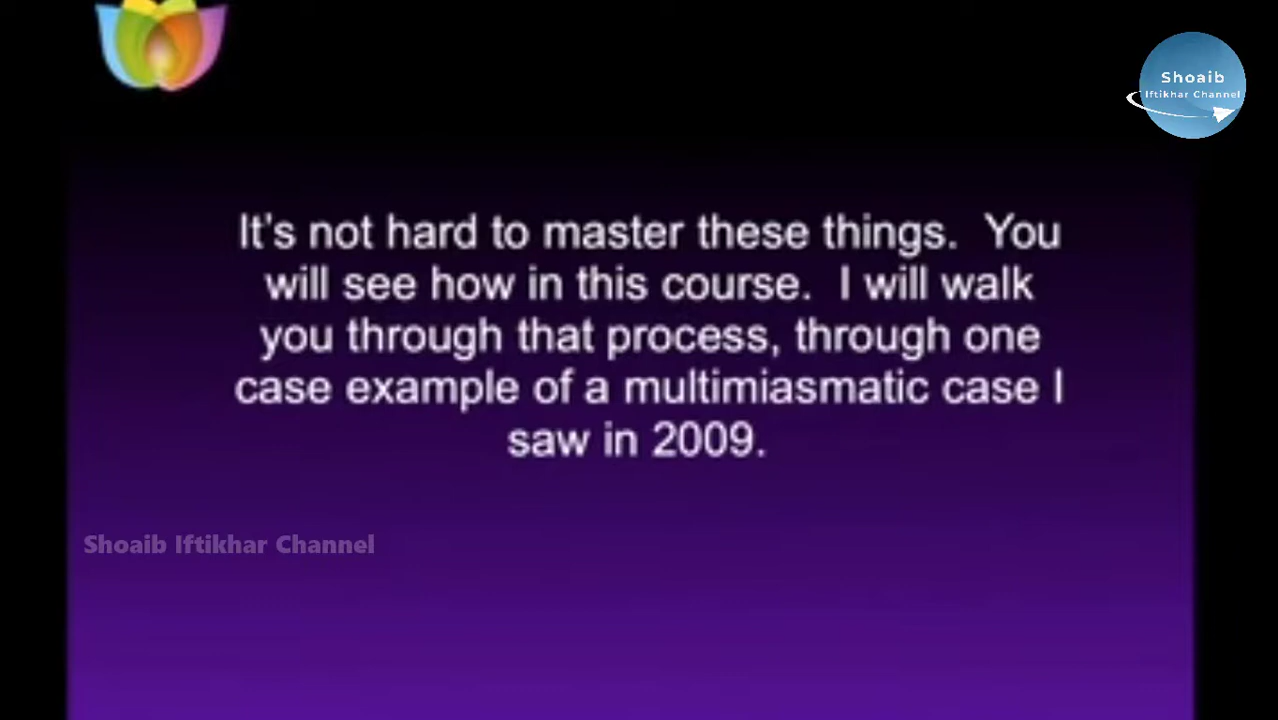 Shoaib
Iftikhar Channel
It's not hard to master these things.  You
will see how in this course.  I will walk
you through that process, through one
case example of a multimiasmatic case I
saw in 2009.
Shoaib Iftikhar Channel